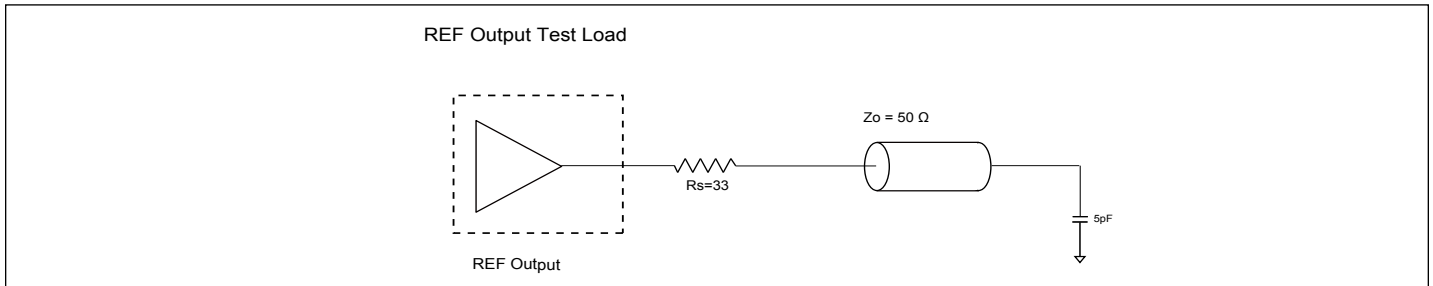 REF Output Test Load
Zo = 50 Ω
Rs=33
5pF
REF Output